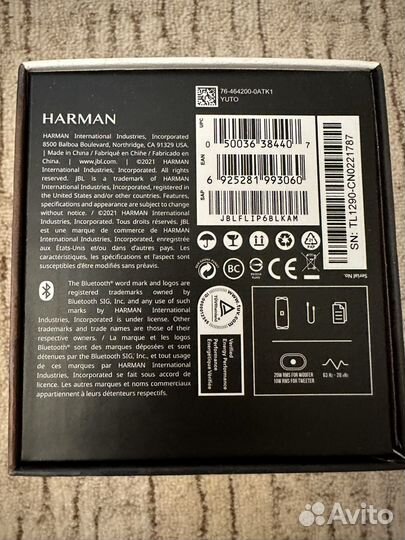 76-464200-0ATK1
YUTO
HARMAN
HARMAN International Industries, Incorporated
8500 Balboa Boulevard, Northridge, CA 91329 USA.
| Made in China / Fabriqué en Chine / Fabricado en
China | www.jbl.com | ©2021 HARMAN
International Industries, Incorporated. All rights
reserved. JBL is a trademark of HARMAN
International Industries, Incorporated, registered in
the United States and/or other countries. Features,
specifications and appearance are subject to change
without notice. / ©2021 HARMAN International
Industries, Incorporated. Tous droits réservés. JBL
est une marque de commerce de HARMAN
International Industries, Incorporated, enregistrée
aux États-Unis et/ou dans d'autres pays. Les
caractéristiques, les spécifications et l'aspect sont
susceptibles d'être modifiés sans préavis.
UPC
0 50036 38440 7
EAN
6 925281 993060
SAP
JBLFLIP6BLKAM
SN: TL1290-CN0221787
Serial No.
The Bluetooth® word mark and logos are
registered trademarks owned by
Bluetooth SIG, Inc. and any use of such
marks by HARMAN International
Industries, Incorporated is under license. Other
trademarks and trade names are those of their
respective owners. / La marque et les logos
Bluetooth® sont des marques déposées et sont
détenues par Bluetooth SIG, Inc., et tout usage
de ces marques par HARMAN International
Industries, Incorporated se fait sous accord de
licence. Les autres marques et noms commerciaux
appartiennent à leurs détenteurs respectifs.
BC
CE
Verified
Energy Performance
Performance
Énergétique Vérifiée
20W RMS FOR WOOFER
10W RMS FOR TWEETER
Avito